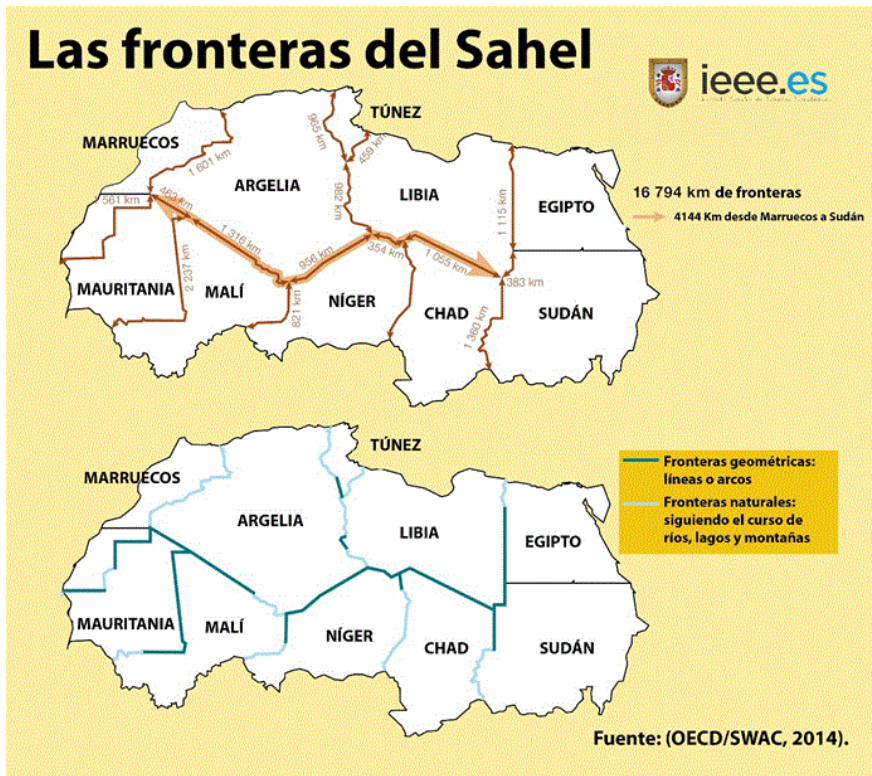 Las fronteras del Sahel
ieee.es
TÚNEZ
MARRUECOS
965 km
459 km
1 601 km
ARGELIA
LIBIA
982 km
1 115 km
EGIPTO
16 794 km de fronteras
4144 Km desde Marruecos a Sudán
561 km
463 km
1 316 km
956 km
354 km
1 055 km
383 km
MAURITANIA
2 237 km
MALÍ
821 km
NÍGER
CHAD
1 360 km
SUDÁN
TÚNEZ
MARRUECOS
ARGELIA
LIBIA
EGIPTO
Fronteras geométricas:
líneas o arcos
Fronteras naturales:
siguiendo el curso de
ríos, lagos y montañas
MAURITANIA
MALÍ
NÍGER
CHAD
SUDÁN
Fuente: (OECD/SWAC, 2014).